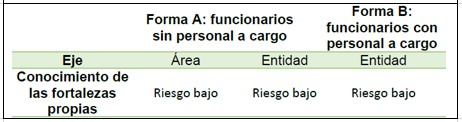 Forma A: funcionarios
sin personal a cargo
Forma B:
funcionarios con
personal a cargo
Eje Área Entidad Entidad
Conocimiento de
las fortalezas
propias
Riesgo bajo Riesgo bajo Riesgo bajo